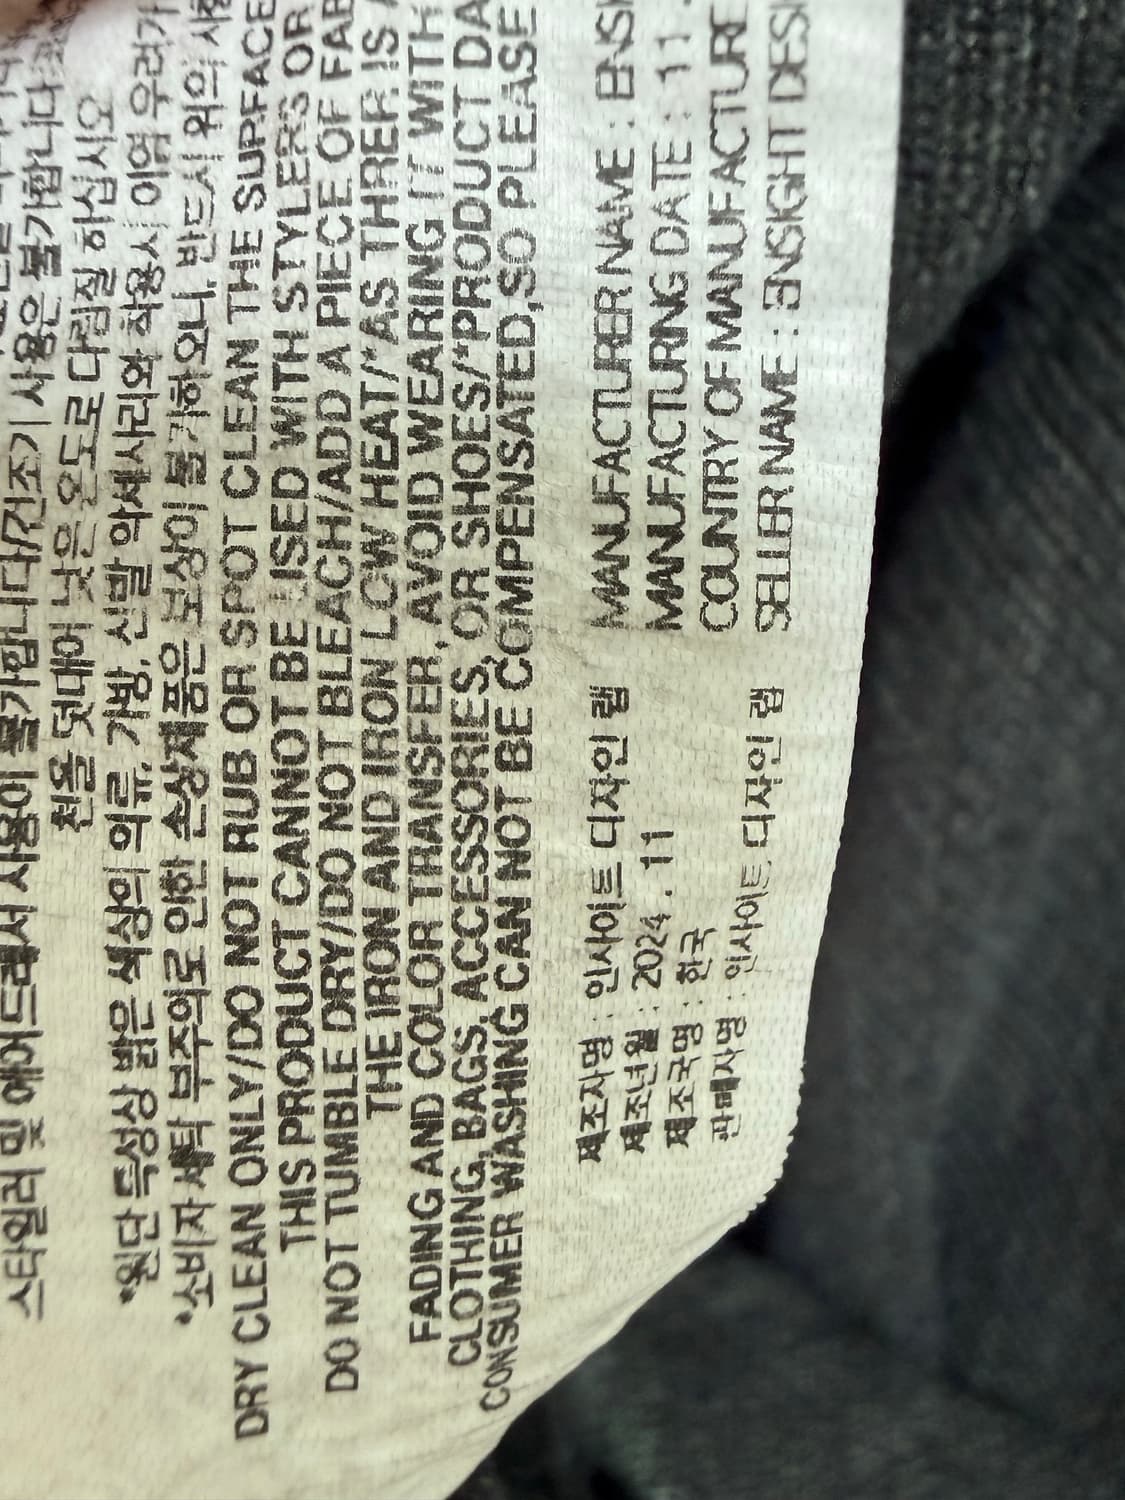 스타일러 및 에어드레서 사용이 불가합니다/건조기 사용은 불가합니다
천을 덧대어 낮은 온도로 다림질 하십시오
*원단 특성상 밝은 색상의 의류, 가방, 신발 악세사리와 착용시 이염 우려가
*소비자 세탁 부주의로 인한 손상제품은 보상이 불가하오니, 반드시 위의
DRY CLEAN ONLY/DO NOT RUB OR SPOT CLEAN THE SURFACE
THIS PRODUCT CANNOT BE USED WITH STYLERS OR
DO NOT TUMBLE DRY/DO NOT BLEACH/ADD A PIECE OF FAB
THE IRON AND IRON LOW HEAT/*AS THRER IS
FADING AND COLOR TRANSFER, AVOID WEARING IT WITH
CLOTHING, BAGS, ACCESSORIES, OR SHOES/*PRODUCT DA
CONSUMER WASHING CAN NOT BE COMPENSATED,SO PLEASE
제조자명 : 인사이트 디자인 랩 MANUFACTURER NAME : ENSI
제조년월 : 2024 . 11 MANUFACTURING DATE : 11 .
제조국명 : 한국 COUNTRY OF MANUFACTURE
판매자명 : 인사이트 디자인 랩 SELLER NAME : ENSIGHT DESI